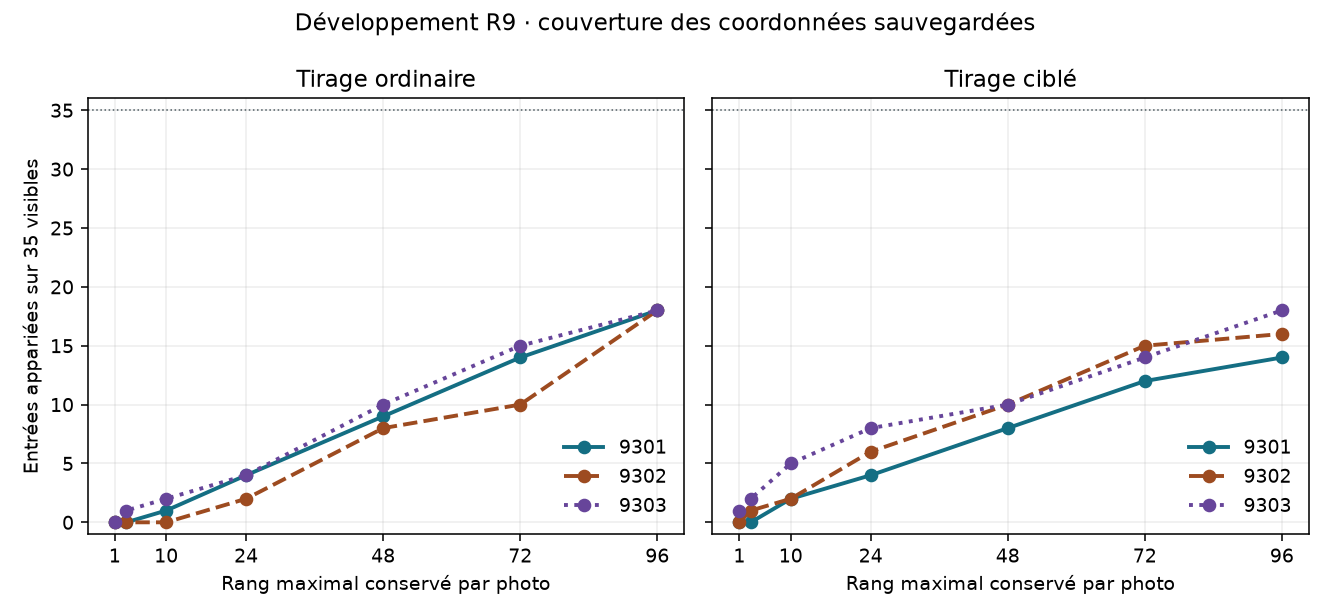 Développement R9 · couverture des coordonnées sauvegardées
Tirage ordinaire
Entrées appariées sur 35 visibles
35
30
25
20
15
10
5
0
9301
9302
9303
1 10 24 48 72 96
Rang maximal conservé par photo
Tirage ciblé
9301
9302
9303
1 10 24 48 72 96
Rang maximal conservé par photo